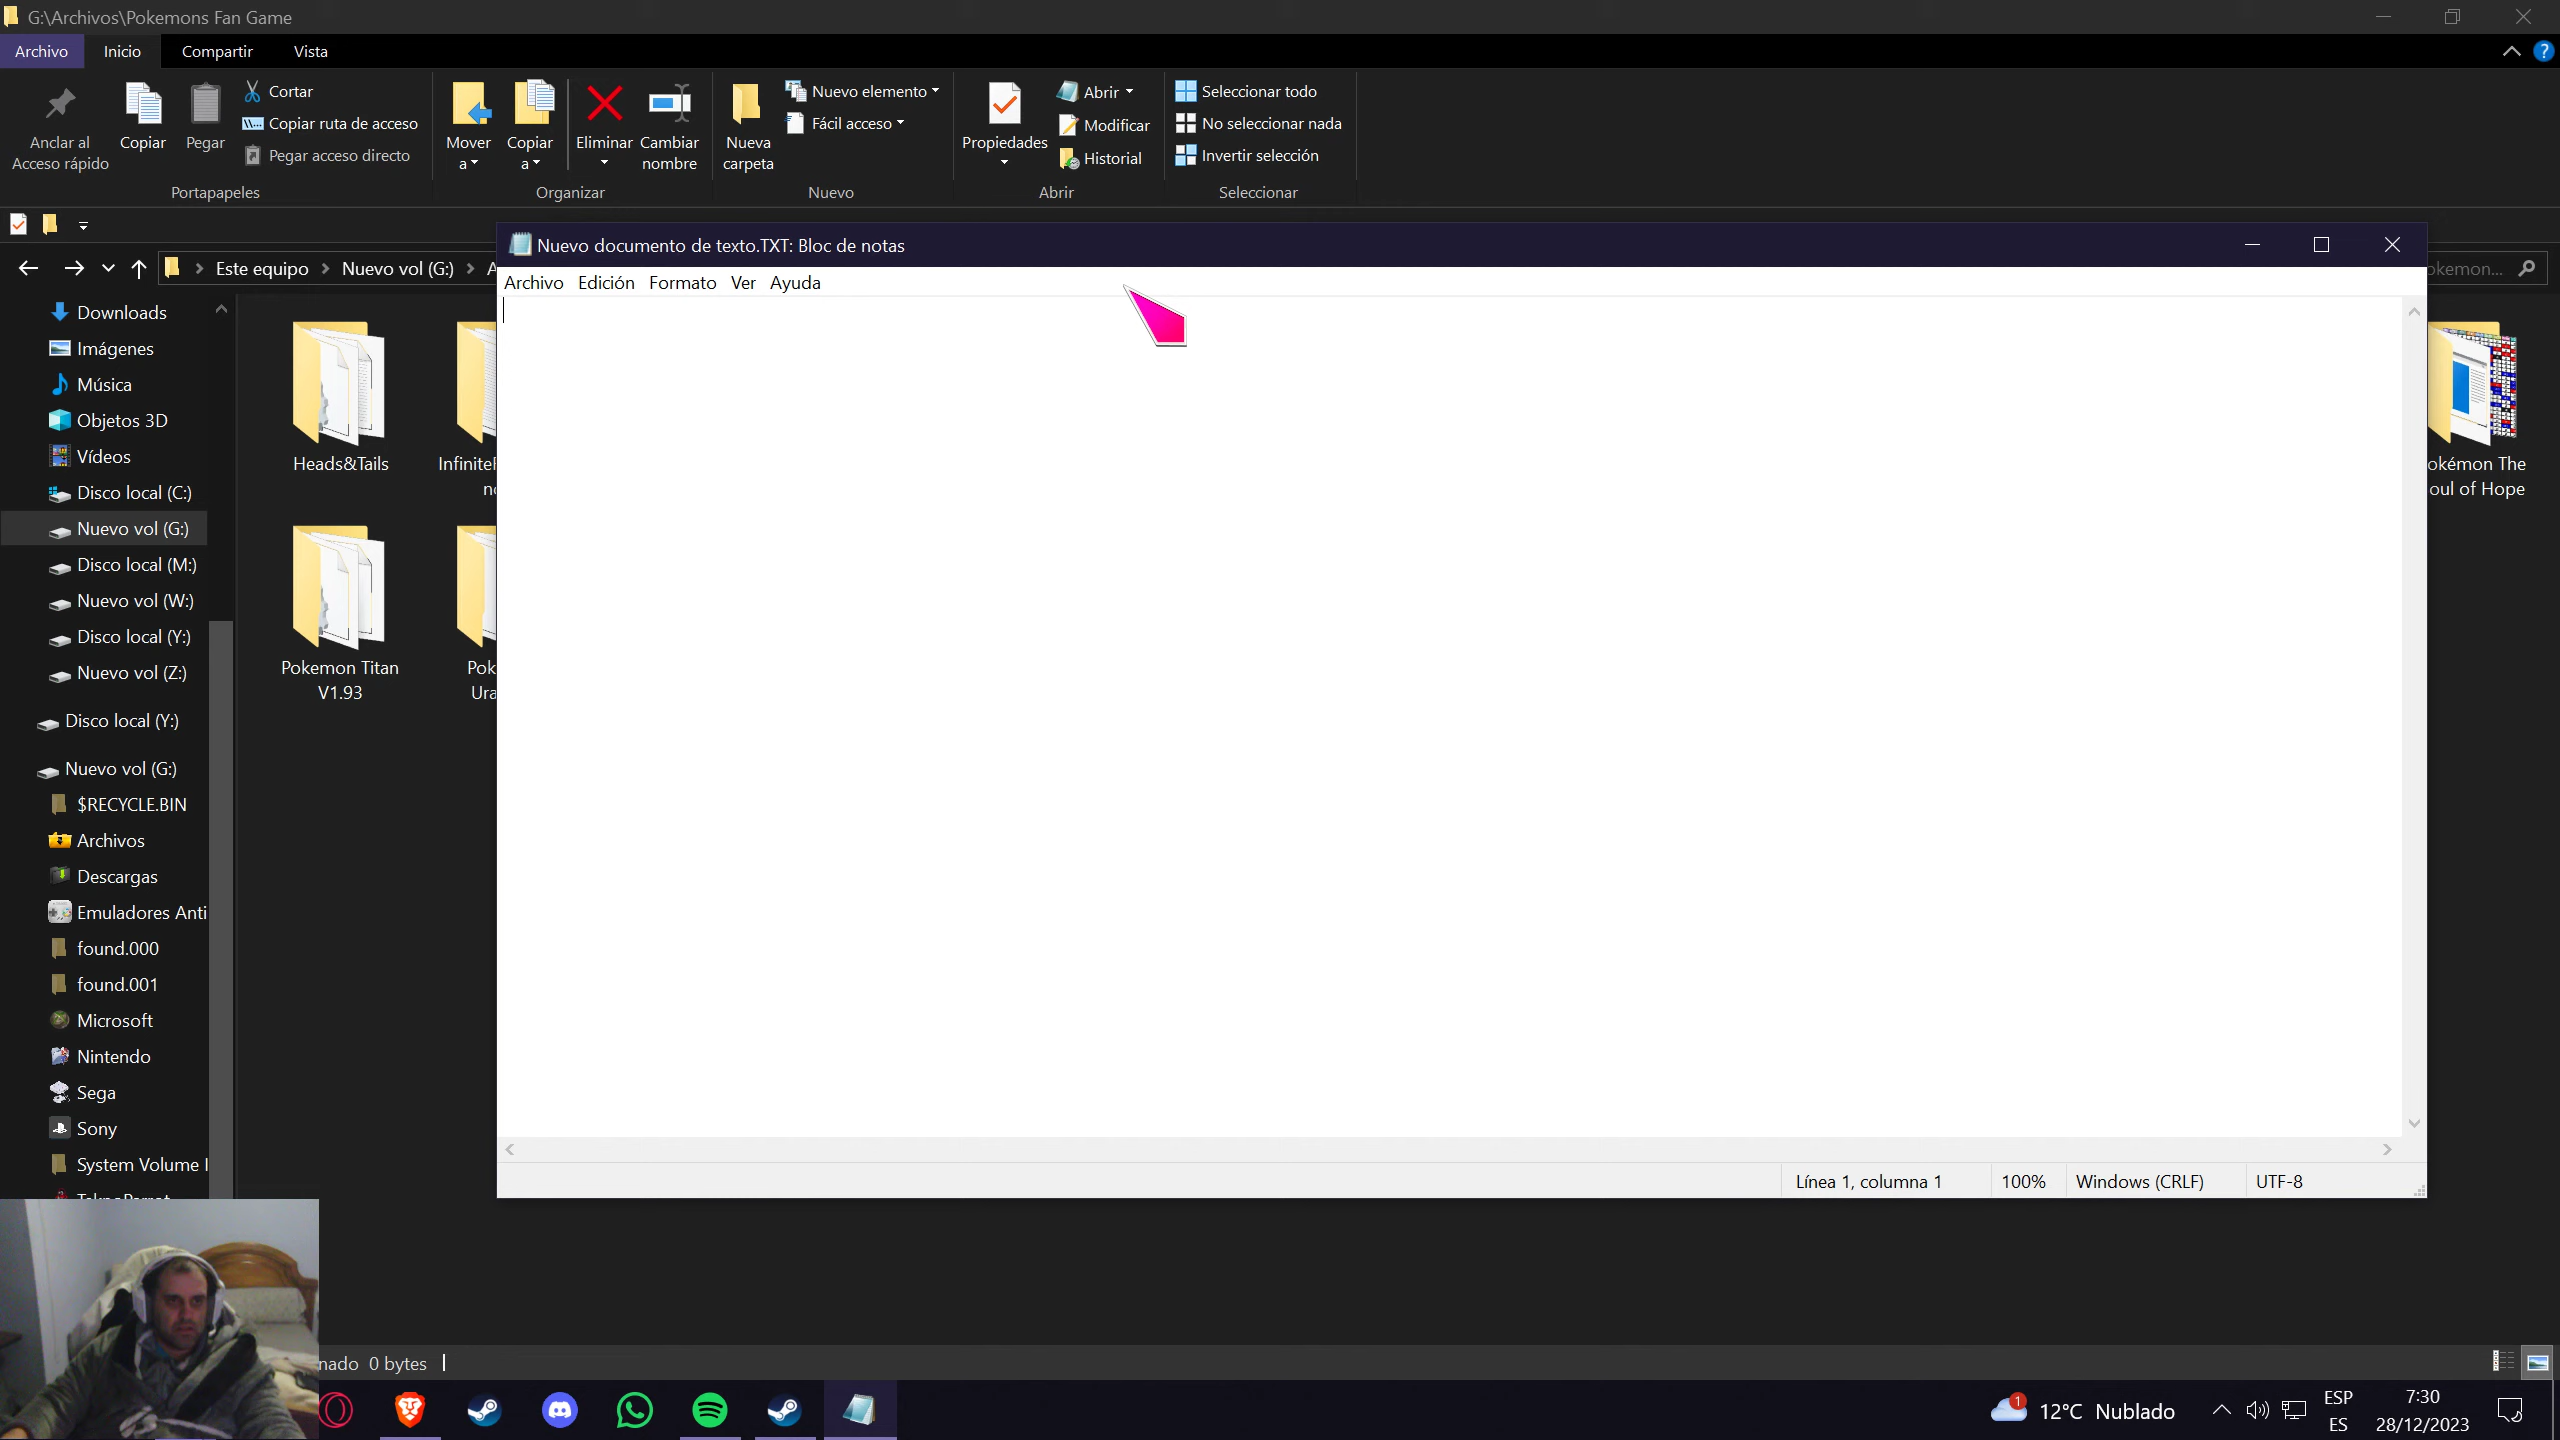 G:\Archivos\Pokemons Fan Game
Archivo Inicio Compartir Vista
Anclar al Acceso rápido
Copiar
Pegar
Cortar
Copiar ruta de acceso
Pegar acceso directo
Portapapeles
Mover a
Copiar a
Eliminar
Cambiar nombre
Organizar
Nueva carpeta
Nuevo elemento
Fácil acceso
Nuevo
Propiedades
Abrir
Modificar
Historial
Abrir
Seleccionar todo
No seleccionar nada
Invertir selección
Seleccionar
Este equipo > Nuevo vol (G:) >
Nuevo documento de texto.TXT: Bloc de notas
Archivo Edición Formato Ver Ayuda
Downloads
Imágenes
Música
Objetos 3D
Vídeos
Disco local (C:)
Nuevo vol (G:)
Disco local (M:)
Nuevo vol (W:)
Disco local (Y:)
Nuevo vol (Z:)
Disco local (Y:)
Nuevo vol (G:)
$RECYCLE.BIN
Archivos
Descargas
Emuladores Anti
found.000
found.001
Microsoft
Nintendo
Sega
Sony
System Volume I
Heads&Tails
Pokemon Titan
V1.93
okémon The
oul of Hope
Línea 1, columna 1 100% Windows (CRLF) UTF-8
nado 0 bytes
1
12°C Nublado
ESP
ES
7:30
28/12/2023